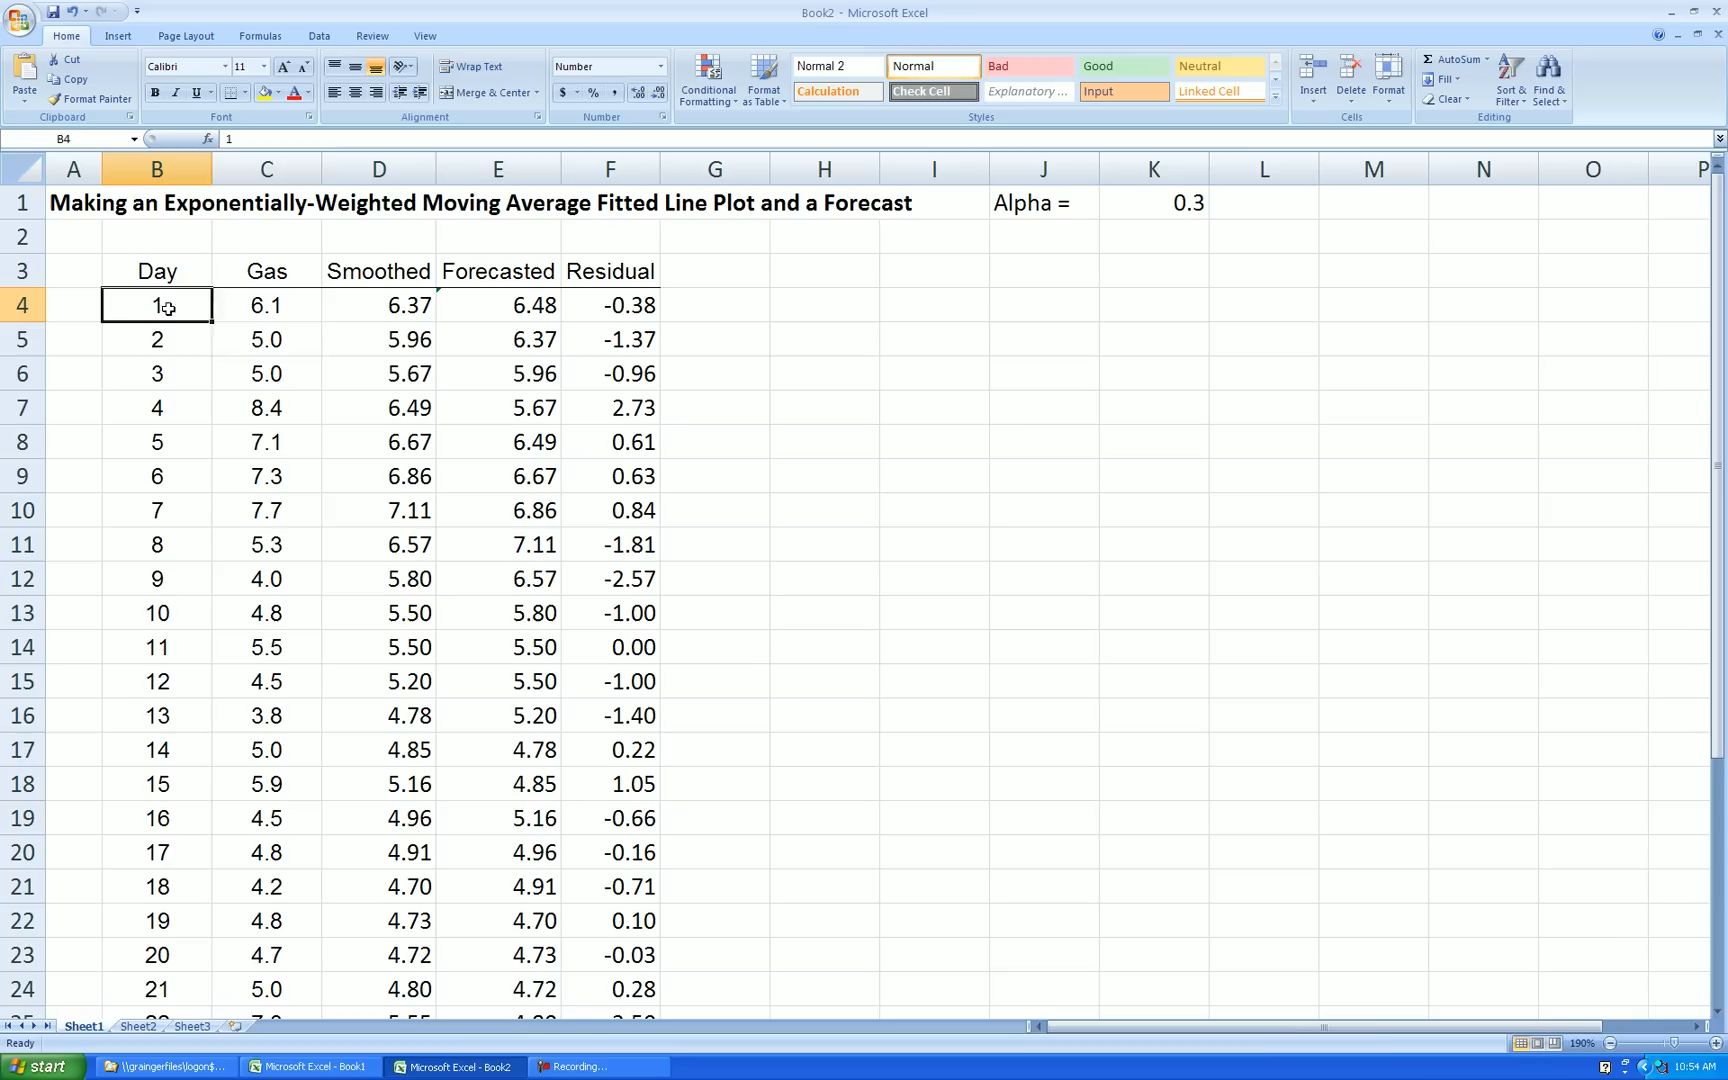 Book2 - Microsoft Excel
Home Insert Page Layout Formulas Data Review View
Paste
Cut
Copy
Format Painter
Clipboard
Calibri 11
B I U
Font
Wrap Text
Merge & Center
Alignment
Number
$ % ,
Number
Conditional Formatting
Format as Table
Normal 2 Normal Bad Good Neutral
Calculation Check Cell Explanatory ... Input Linked Cell
Styles
Insert Delete Format
Cells
Σ AutoSum
Fill
Clear
Sort & Filter
Find & Select
Editing
B4 fx 1
A B C D E F G H I J K L M N O P
1 Making an Exponentially-Weighted Moving Average Fitted Line Plot and a Forecast Alpha = 0.3
2
3 Day Gas Smoothed Forecasted Residual
4 1 6.1 6.37 6.48 -0.38
5 2 5.0 5.96 6.37 -1.37
6 3 5.0 5.67 5.96 -0.96
7 4 8.4 6.49 5.67 2.73
8 5 7.1 6.67 6.49 0.61
9 6 7.3 6.86 6.67 0.63
10 7 7.7 7.11 6.86 0.84
11 8 5.3 6.57 7.11 -1.81
12 9 4.0 5.80 6.57 -2.57
13 10 4.8 5.50 5.80 -1.00
14 11 5.5 5.50 5.50 0.00
15 12 4.5 5.20 5.50 -1.00
16 13 3.8 4.78 5.20 -1.40
17 14 5.0 4.85 4.78 0.22
18 15 5.9 5.16 4.85 1.05
19 16 4.5 4.96 5.16 -0.66
20 17 4.8 4.91 4.96 -0.16
21 18 4.2 4.70 4.91 -0.71
22 19 4.8 4.73 4.70 0.10
23 20 4.7 4.72 4.73 -0.03
24 21 5.0 4.80 4.72 0.28
Sheet1 Sheet2 Sheet3
Ready 190%
start \\graingerfiles\logon$... Microsoft Excel - Book1 Microsoft Excel - Book2 Recording... 10:54 AM